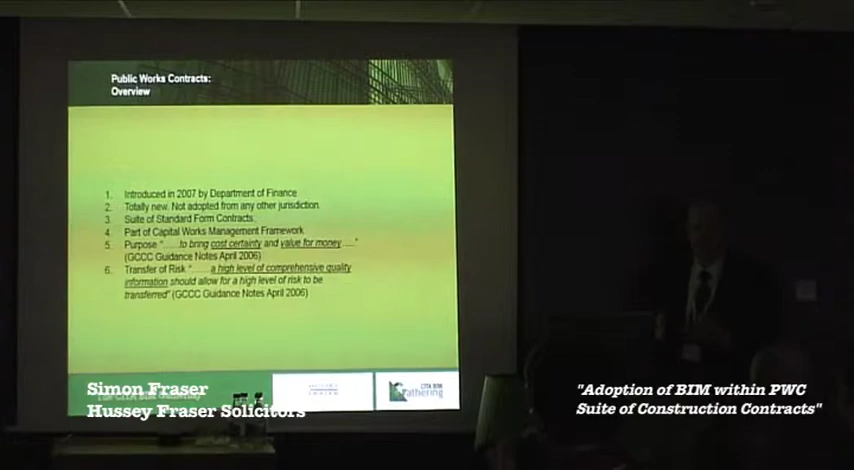 Public Works Contracts:
Overview
1. Introduced in 2007 by Department of Finance
2. Totally new. Not adopted from any other jurisdiction.
3. Suite of Standard Form Contracts.
4. Part of Capital Works Management Framework
5. Purpose "......to bring cost certainty and value for money....."
(GCCC Guidance Notes April 2006)
6. Transfer of Risk "...... a high level of comprehensive quality
information should allow for a high level of risk to be
transferred" (GCCC Guidance Notes April 2006)
CITA BIM
Gathering
Simon Fraser
Hussey Fraser Solicitors
"Adoption of BIM within PWC
Suite of Construction Contracts"